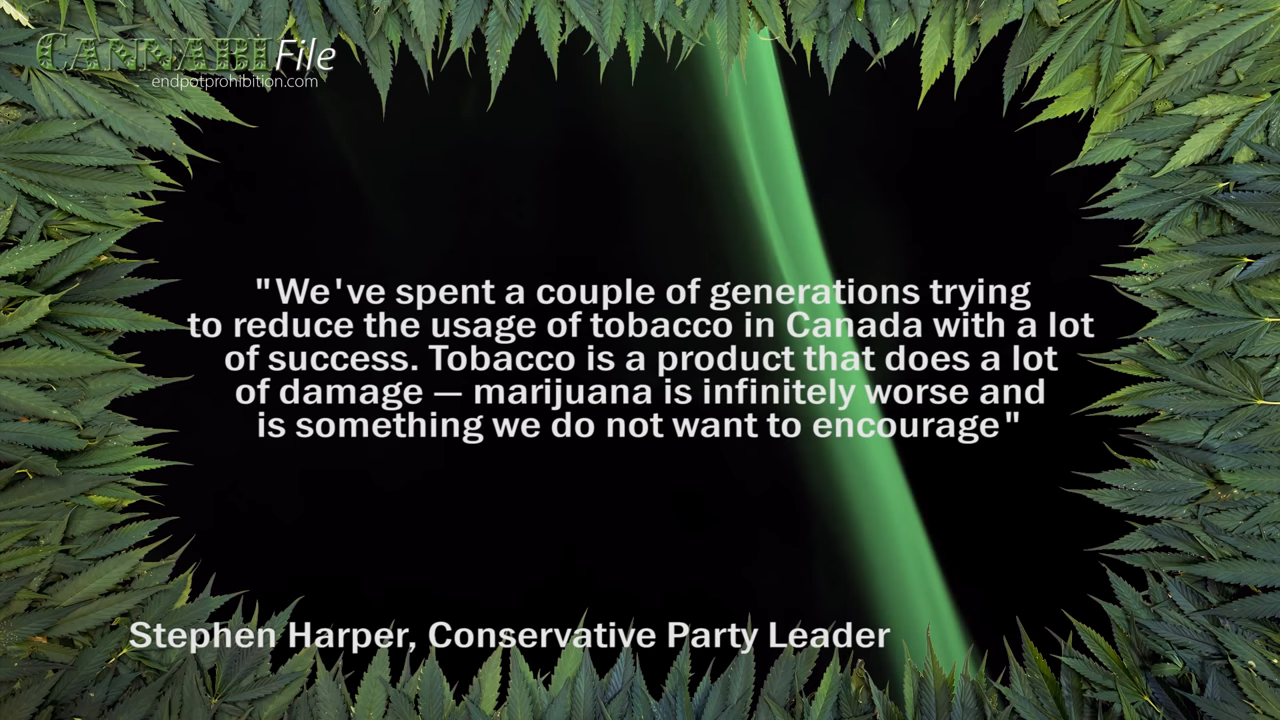 CANNABIFile
endpotprohibition.com
"We've spent a couple of generations trying
to reduce the usage of tobacco in Canada with a lot
of success. Tobacco is a product that does a lot
of damage — marijuana is infinitely worse and
is something we do not want to encourage"
Stephen Harper, Conservative Party Leader